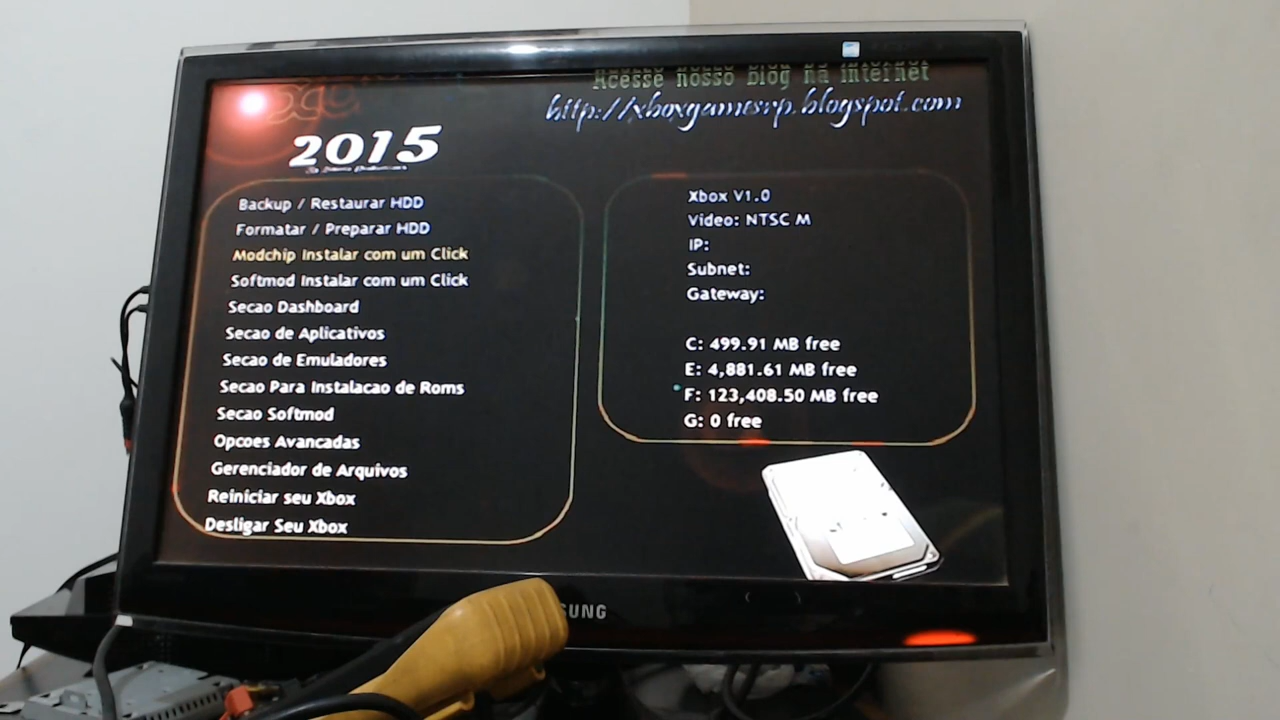 Acesse nosso blog na internet
http://xboxgamesrp.blogspot.com
2015
Backup / Restaurar HDD
Formatar / Preparar HDD
Modchip Instalar com um Click
Softmod Instalar com um Click
Secao Dashboard
Secao de Aplicativos
Secao de Emuladores
Secao Para Instalacao de Roms
Secao Softmod
Opcoes Avancadas
Gerenciador de Arquivos
Reiniciar seu Xbox
Desligar Seu Xbox
Xbox V1.0
Video: NTSC M
IP:
Subnet:
Gateway:
C: 499.91 MB free
E: 4,881.61 MB free
F: 123,408.50 MB free
G: 0 free
SUNG